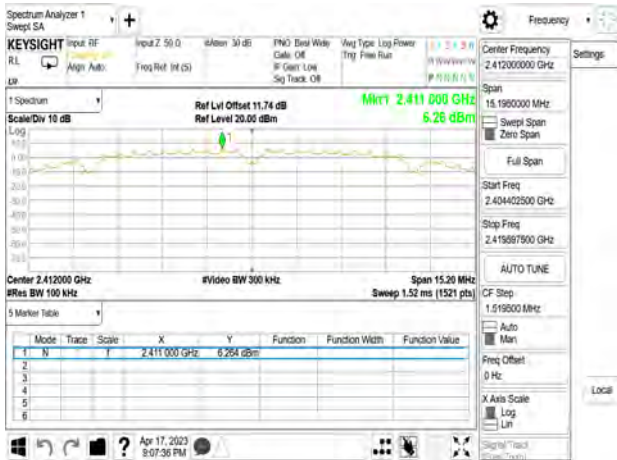 Spectrum Analyzer 1
Swept SA
+
Frequency
KEYSIGHT
Input: RF
Input Z: 50 Ω
#Atten: 30 dB
PNO: Best Wide
Avg Type: Log-Power
RL
Align: Auto
Freq Ref: Int (S)
Gate: Off
Trig: Free Run
IF Gain: Low
Sig Track: Off
1 Spectrum
Ref Lvl Offset 11.74 dB
Mkr1 2.411 000 GHz
Scale/Div 10 dB
Ref Level 20.00 dBm
6.26 dBm
Log
1
Center 2.412000 GHz
#Video BW 300 kHz
Span 15.20 MHz
#Res BW 100 kHz
Sweep 1.52 ms (1521 pts)
5 Marker Table
Mode Trace Scale X Y Function Function Width Function Value
1 N f 2.411 000 GHz 6.264 dBm
2
3
4
5
6
Apr 17, 2023
9:07:36 PM
Center Frequency
2.412000000 GHz
Settings
Span
15.1960000 MHz
Swept Span
Zero Span
Full Span
Start Freq
2.404402500 GHz
Stop Freq
2.419597500 GHz
AUTO TUNE
CF Step
1.519500 MHz
Auto
Man
Freq Offset
0 Hz
X Axis Scale
Log
Lin
Local
Signal Track